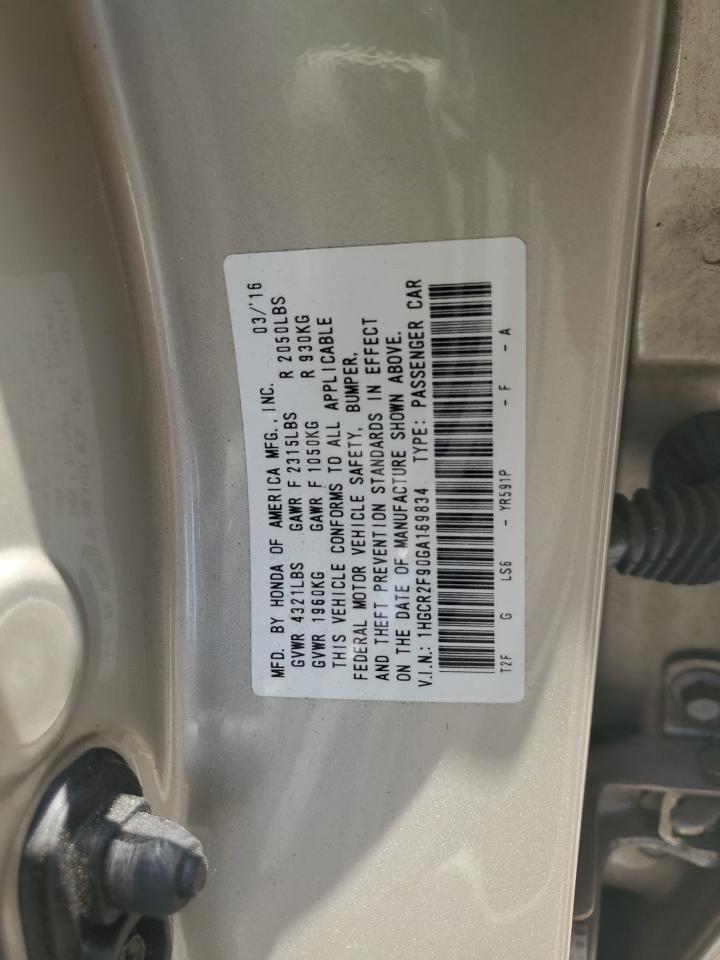 MFD. BY HONDA OF AMERICA MFG., INC. 03/'16
GVWR 4321LBS GAWR F 2315LBS R 2050LBS
GVWR 1960KG GAWR F 1050KG R 930KG
THIS VEHICLE CONFORMS TO ALL APPLICABLE
FEDERAL MOTOR VEHICLE SAFETY, BUMPER,
AND THEFT PREVENTION STANDARDS IN EFFECT
ON THE DATE OF MANUFACTURE SHOWN ABOVE.
V.I.N.: 1HGCR2F90GA169834 TYPE: PASSENGER CAR
T2F G LS6 - YR591P - F - A